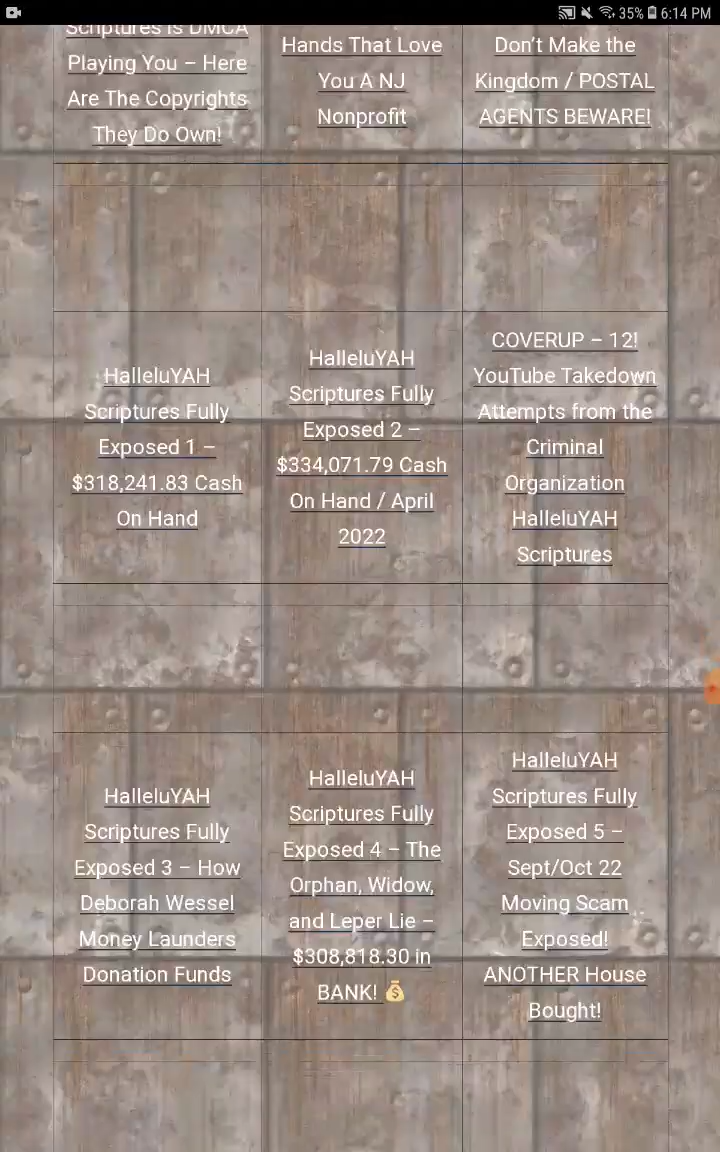 35% 6:14 PM
Scriptures Is DMCA
Playing You – Here
Are The Copyrights
They Do Own!
Hands That Love
You A NJ
Nonprofit
Don’t Make the
Kingdom / POSTAL
AGENTS BEWARE!
HalleluYAH
Scriptures Fully
Exposed 1 –
$318,241.83 Cash
On Hand
HalleluYAH
Scriptures Fully
Exposed 2 –
$334,071.79 Cash
On Hand / April
2022
COVERUP – 12!
YouTube Takedown
Attempts from the
Criminal
Organization
HalleluYAH
Scriptures
HalleluYAH
Scriptures Fully
Exposed 3 – How
Deborah Wessel
Money Launders
Donation Funds
HalleluYAH
Scriptures Fully
Exposed 4 – The
Orphan, Widow,
and Leper Lie –
$308,818.30 in
BANK! 💰
HalleluYAH
Scriptures Fully
Exposed 5 –
Sept/Oct 22
Moving Scam
Exposed!
ANOTHER House
Bought!